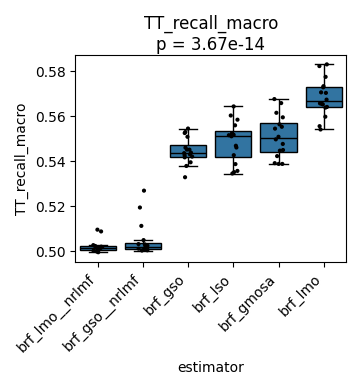 TT_recall_macro
p = 3.67e-14
TT_recall_macro
0.58
0.56
0.54
0.52
0.50
brf_lmo__nrlmf
brf_gso__nrlmf
brf_gso
brf_lso
brf_gmosa
brf_lmo
estimator